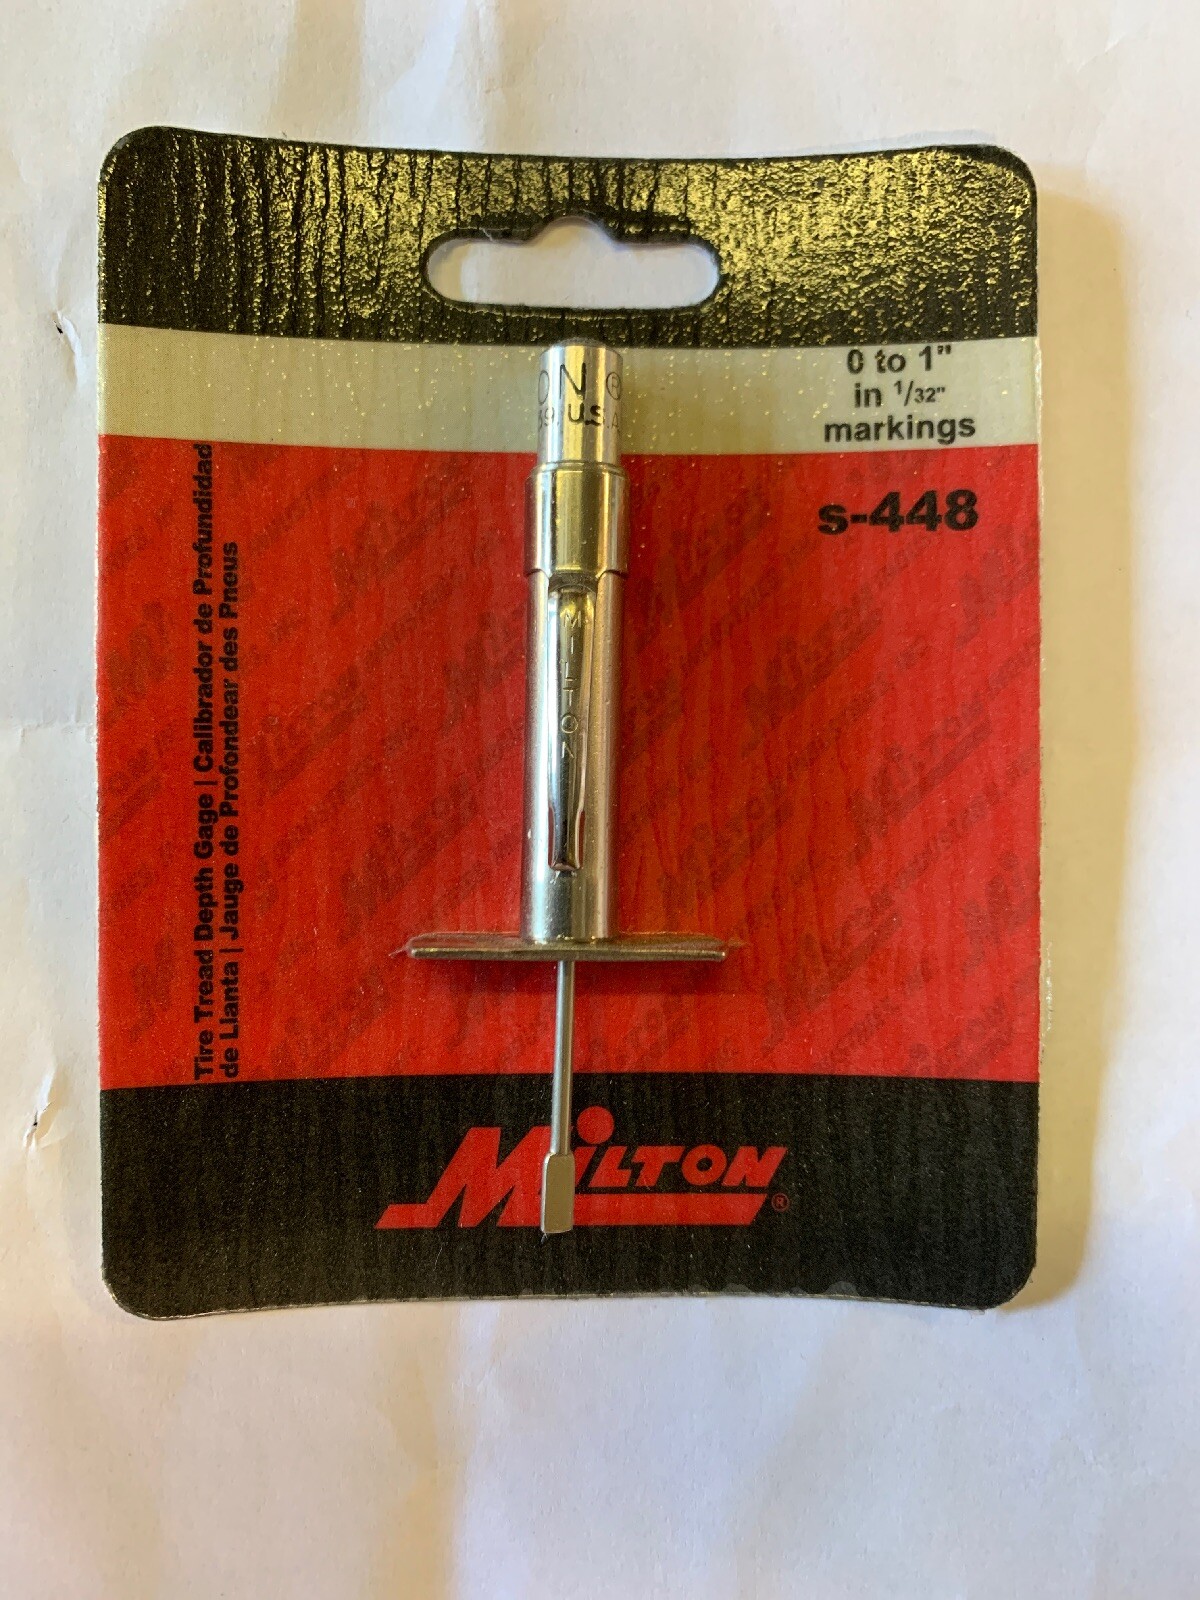 0 to 1"
in 1/32"
markings
s-448
ON ®
U.S.A
MILTON
Tire Tread Depth Gage | Calibrador de Profundidad
de Llanta | Jauge de Profondear des Pneus
MiLTON®